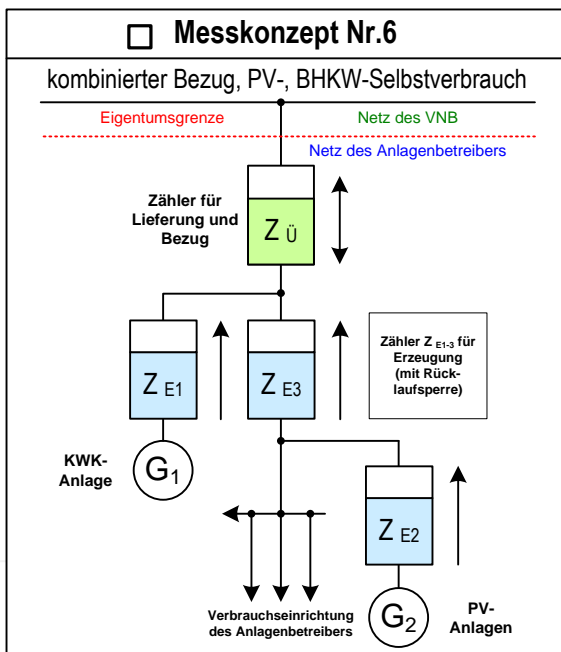 Messkonzept Nr.6
kombinierter Bezug, PV-, BHKW-Selbstverbrauch
Eigentumsgrenze
Netz des VNB
Netz des Anlagenbetreibers
Zähler für
Lieferung und
Bezug
Z Ü
Z E1
Z E3
Zähler Z E1-3 für
Erzeugung
(mit Rück-
laufsperre)
KWK-
Anlage
G1
Z E2
Verbrauchseinrichtung
des Anlagenbetreibers
G2
PV-
Anlagen